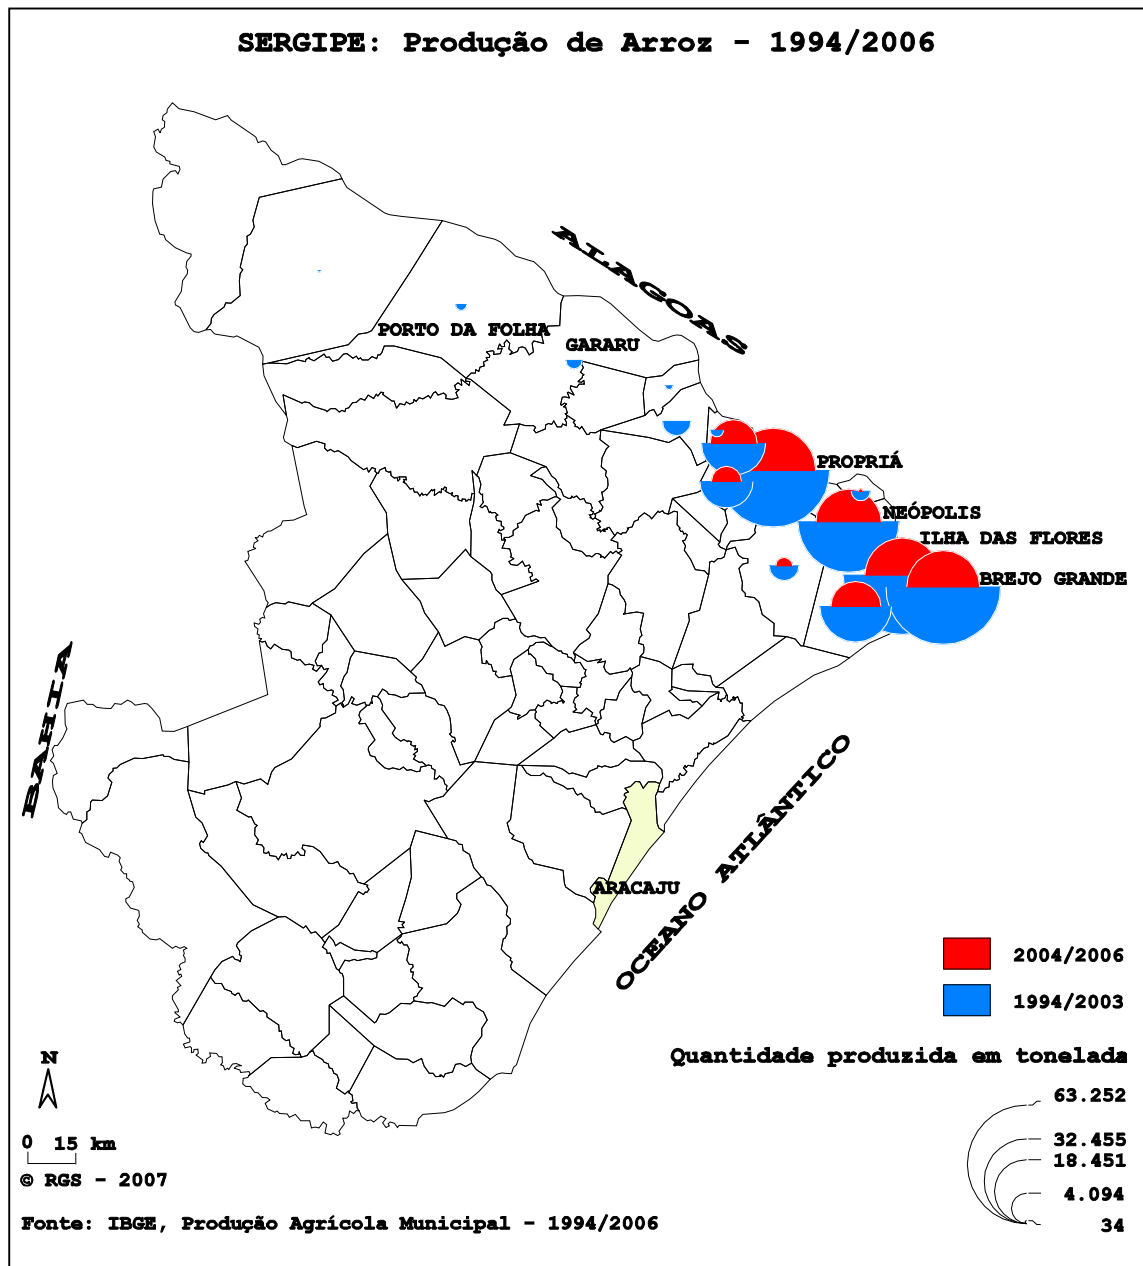 SERGIPE: Produção de Arroz - 1994/2006
ALAGOAS
PORTO DA FOLHA
GARARU
PROPRIÁ
NEÓPOLIS
ILHA DAS FLORES
BREJO GRANDE
BAHIA
OCEANO ATLÂNTICO
ARACAJU
2004/2006
1994/2003
Quantidade produzida em tonelada
63.252
32.455
18.451
4.094
34
N
0 15 km
© RGS - 2007
Fonte: IBGE, Produção Agrícola Municipal - 1994/2006